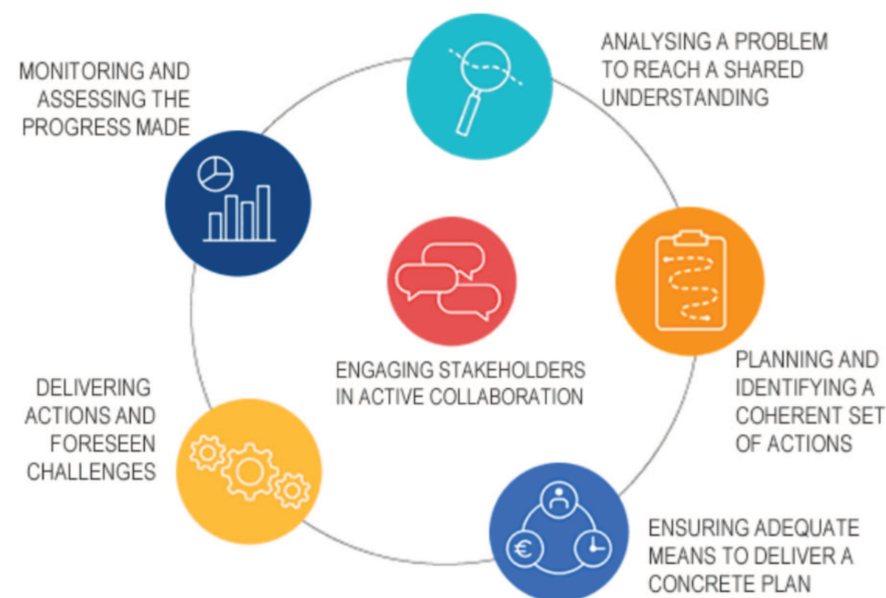 ANALYSING A PROBLEM
TO REACH A SHARED
UNDERSTANDING
PLANNING AND
IDENTIFYING A
COHERENT SET
OF ACTIONS
ENSURING ADEQUATE
MEANS TO DELIVER A
CONCRETE PLAN
DELIVERING
ACTIONS AND
FORESEEN
CHALLENGES
MONITORING AND
ASSESSING THE
PROGRESS MADE
ENGAGING STAKEHOLDERS
IN ACTIVE COLLABORATION
€